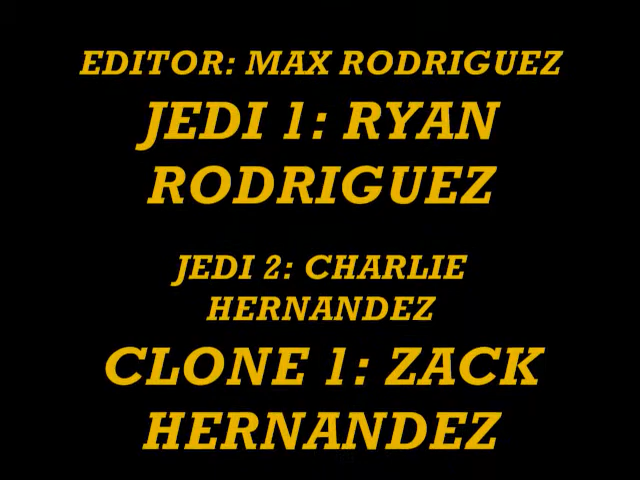 EDITOR: MAX RODRIGUEZ
JEDI 1: RYAN
RODRIGUEZ
JEDI 2: CHARLIE
HERNANDEZ
CLONE 1: ZACK
HERNANDEZ